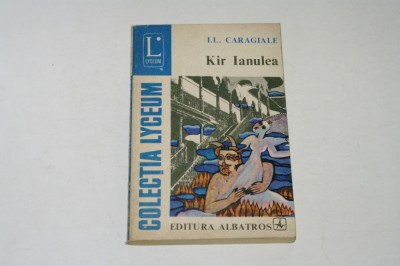 L
LYCEUM
I.L. CARAGIALE
Kir Ianulea
COLECȚIA LYCEUM
EDITURA ALBATROS